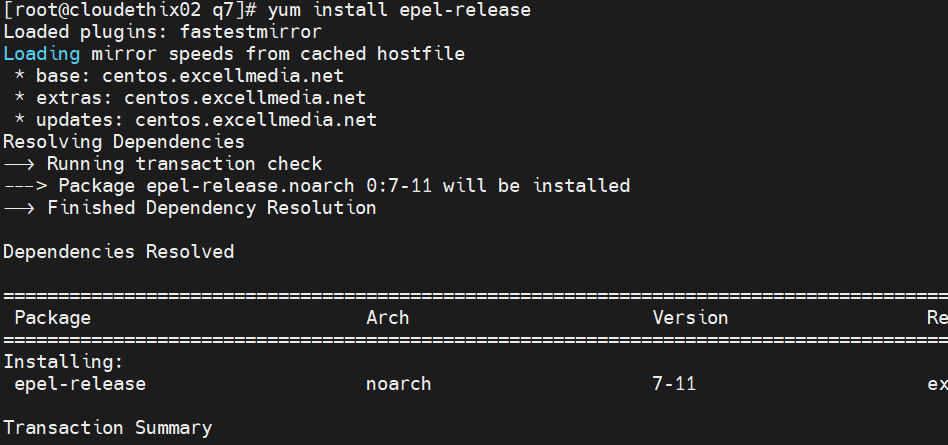 [root@cloudethix02 q7]# yum install epel-release
Loaded plugins: fastestmirror
Loading mirror speeds from cached hostfile
 * base: centos.excellmedia.net
 * extras: centos.excellmedia.net
 * updates: centos.excellmedia.net
Resolving Dependencies
--> Running transaction check
---> Package epel-release.noarch 0:7-11 will be installed
--> Finished Dependency Resolution
Dependencies Resolved
================================================================================
 Package Arch Version Re
================================================================================
Installing:
 epel-release noarch 7-11 ex
Transaction Summary